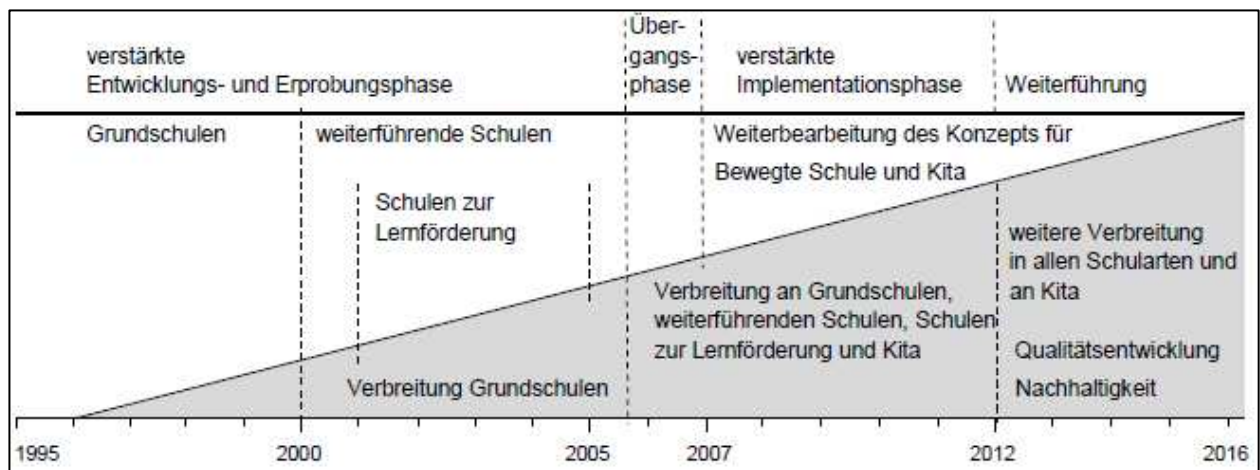 verstärkte
Entwicklungs- und Erprobungsphase
Über-
gangs-
phase
verstärkte
Implementationsphase
Weiterführung
Grundschulen
weiterführende Schulen
Weiterbearbeitung des Konzepts für
Bewegte Schule und Kita
Schulen zur
Lernförderung
weitere Verbreitung
in allen Schularten und
an Kita
Verbreitung an Grundschulen,
weiterführenden Schulen, Schulen
zur Lernförderung und Kita
Qualitätsentwicklung
Nachhaltigkeit
Verbreitung Grundschulen
1995 2000 2005 2007 2012 2016